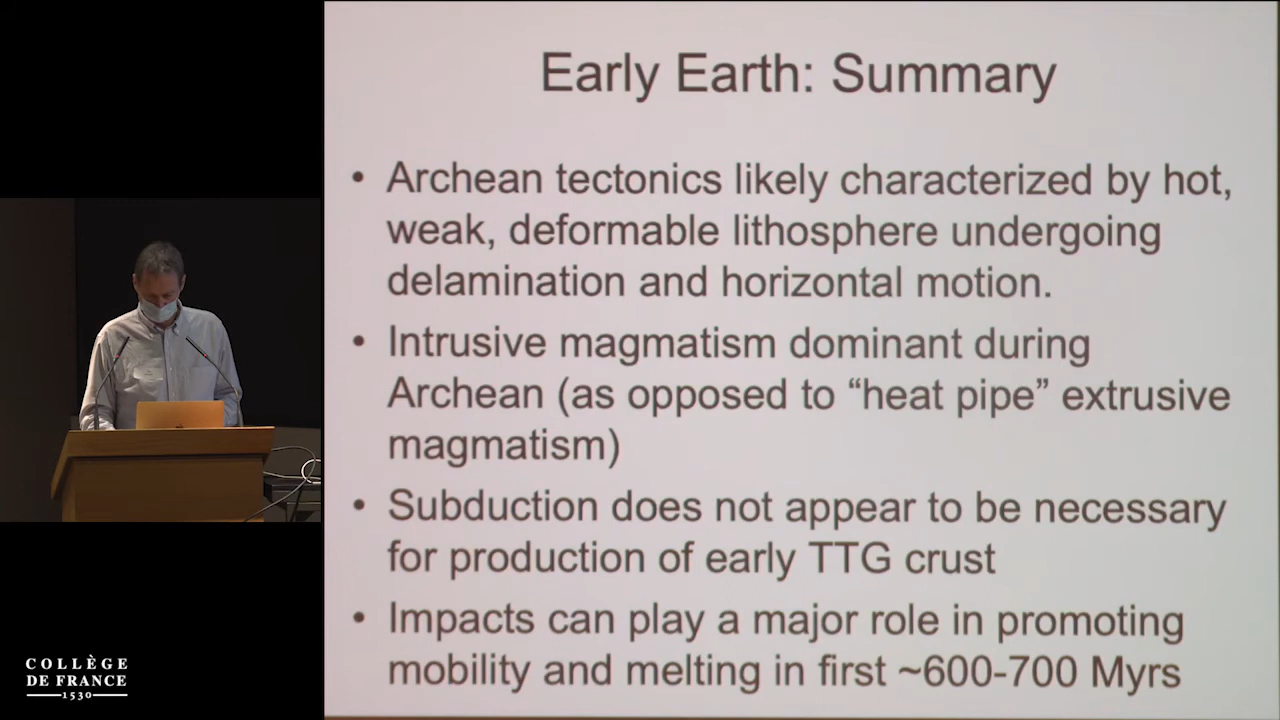 Early Earth: Summary
• Archean tectonics likely characterized by hot,
weak, deformable lithosphere undergoing
delamination and horizontal motion.
• Intrusive magmatism dominant during
Archean (as opposed to “heat pipe” extrusive
magmatism)
• Subduction does not appear to be necessary
for production of early TTG crust
• Impacts can play a major role in promoting
mobility and melting in first ~600-700 Myrs
COLLÈGE
DE FRANCE
1530